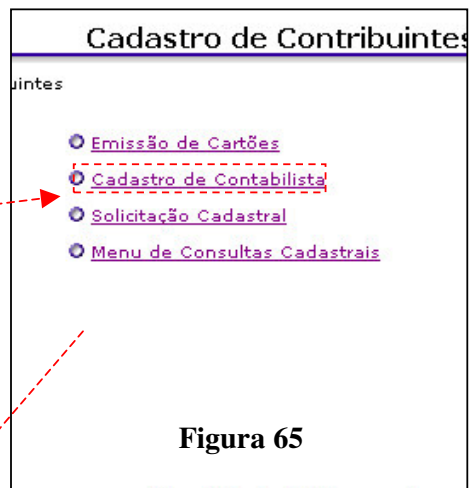 Cadastro de Contribuintes
uintes
Emissão de Cartões
Cadastro de Contabilista
Solicitação Cadastral
Menu de Consultas Cadastrais
Figura 65